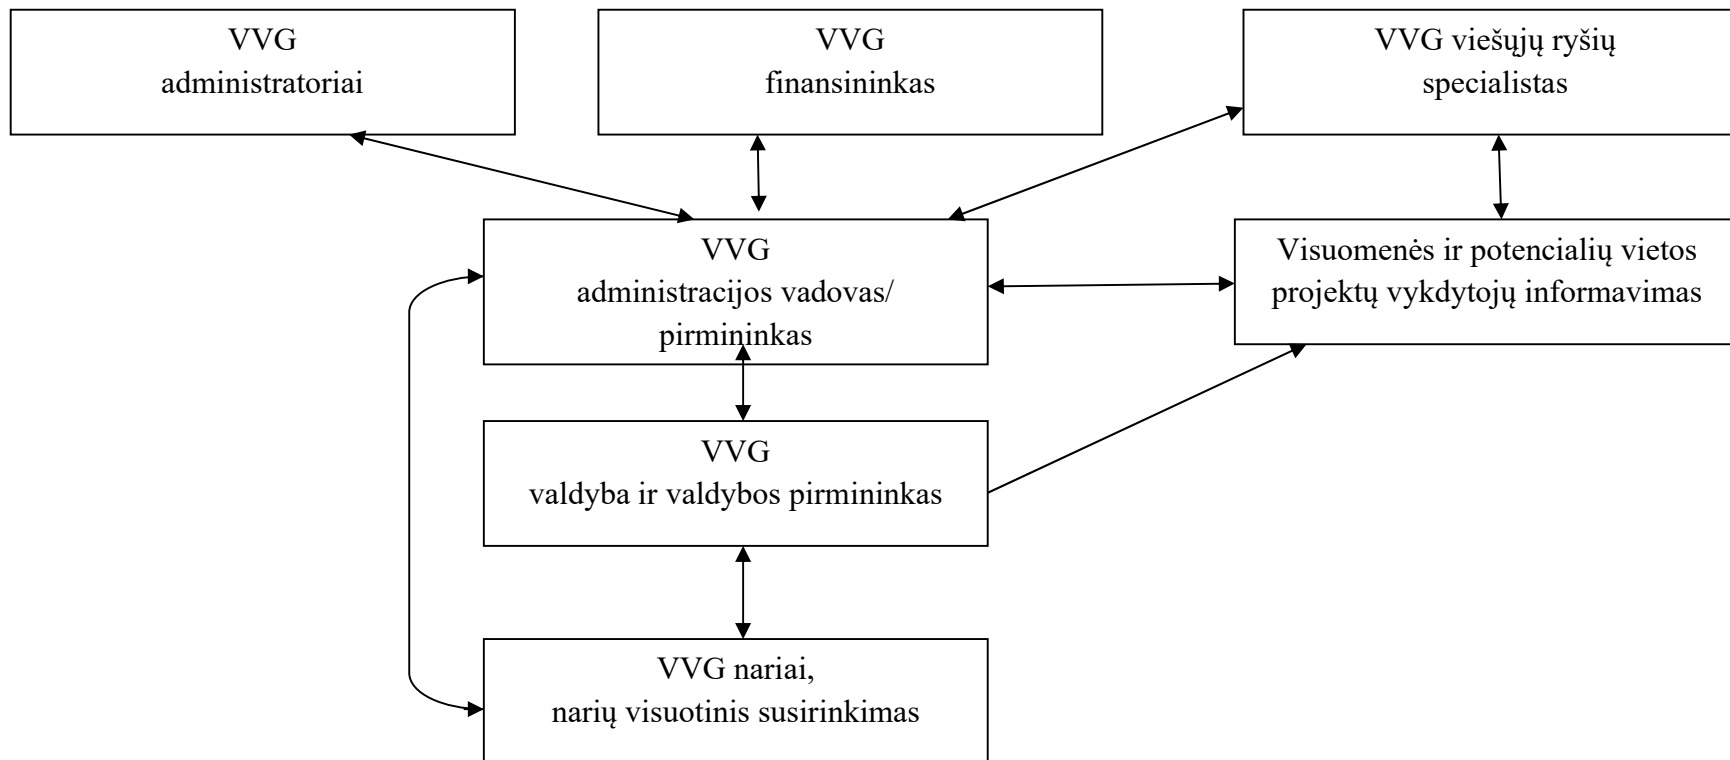 VVG
administratoriai
VVG
finansininkas
VVG viešųjų ryšių
specialistas
VVG
administracijos vadovas/
pirmininkas
Visuomenės ir potencialių vietos
projektų vykdytojų informavimas
VVG
valdyba ir valdybos pirmininkas
VVG nariai,
narių visuotinis susirinkimas